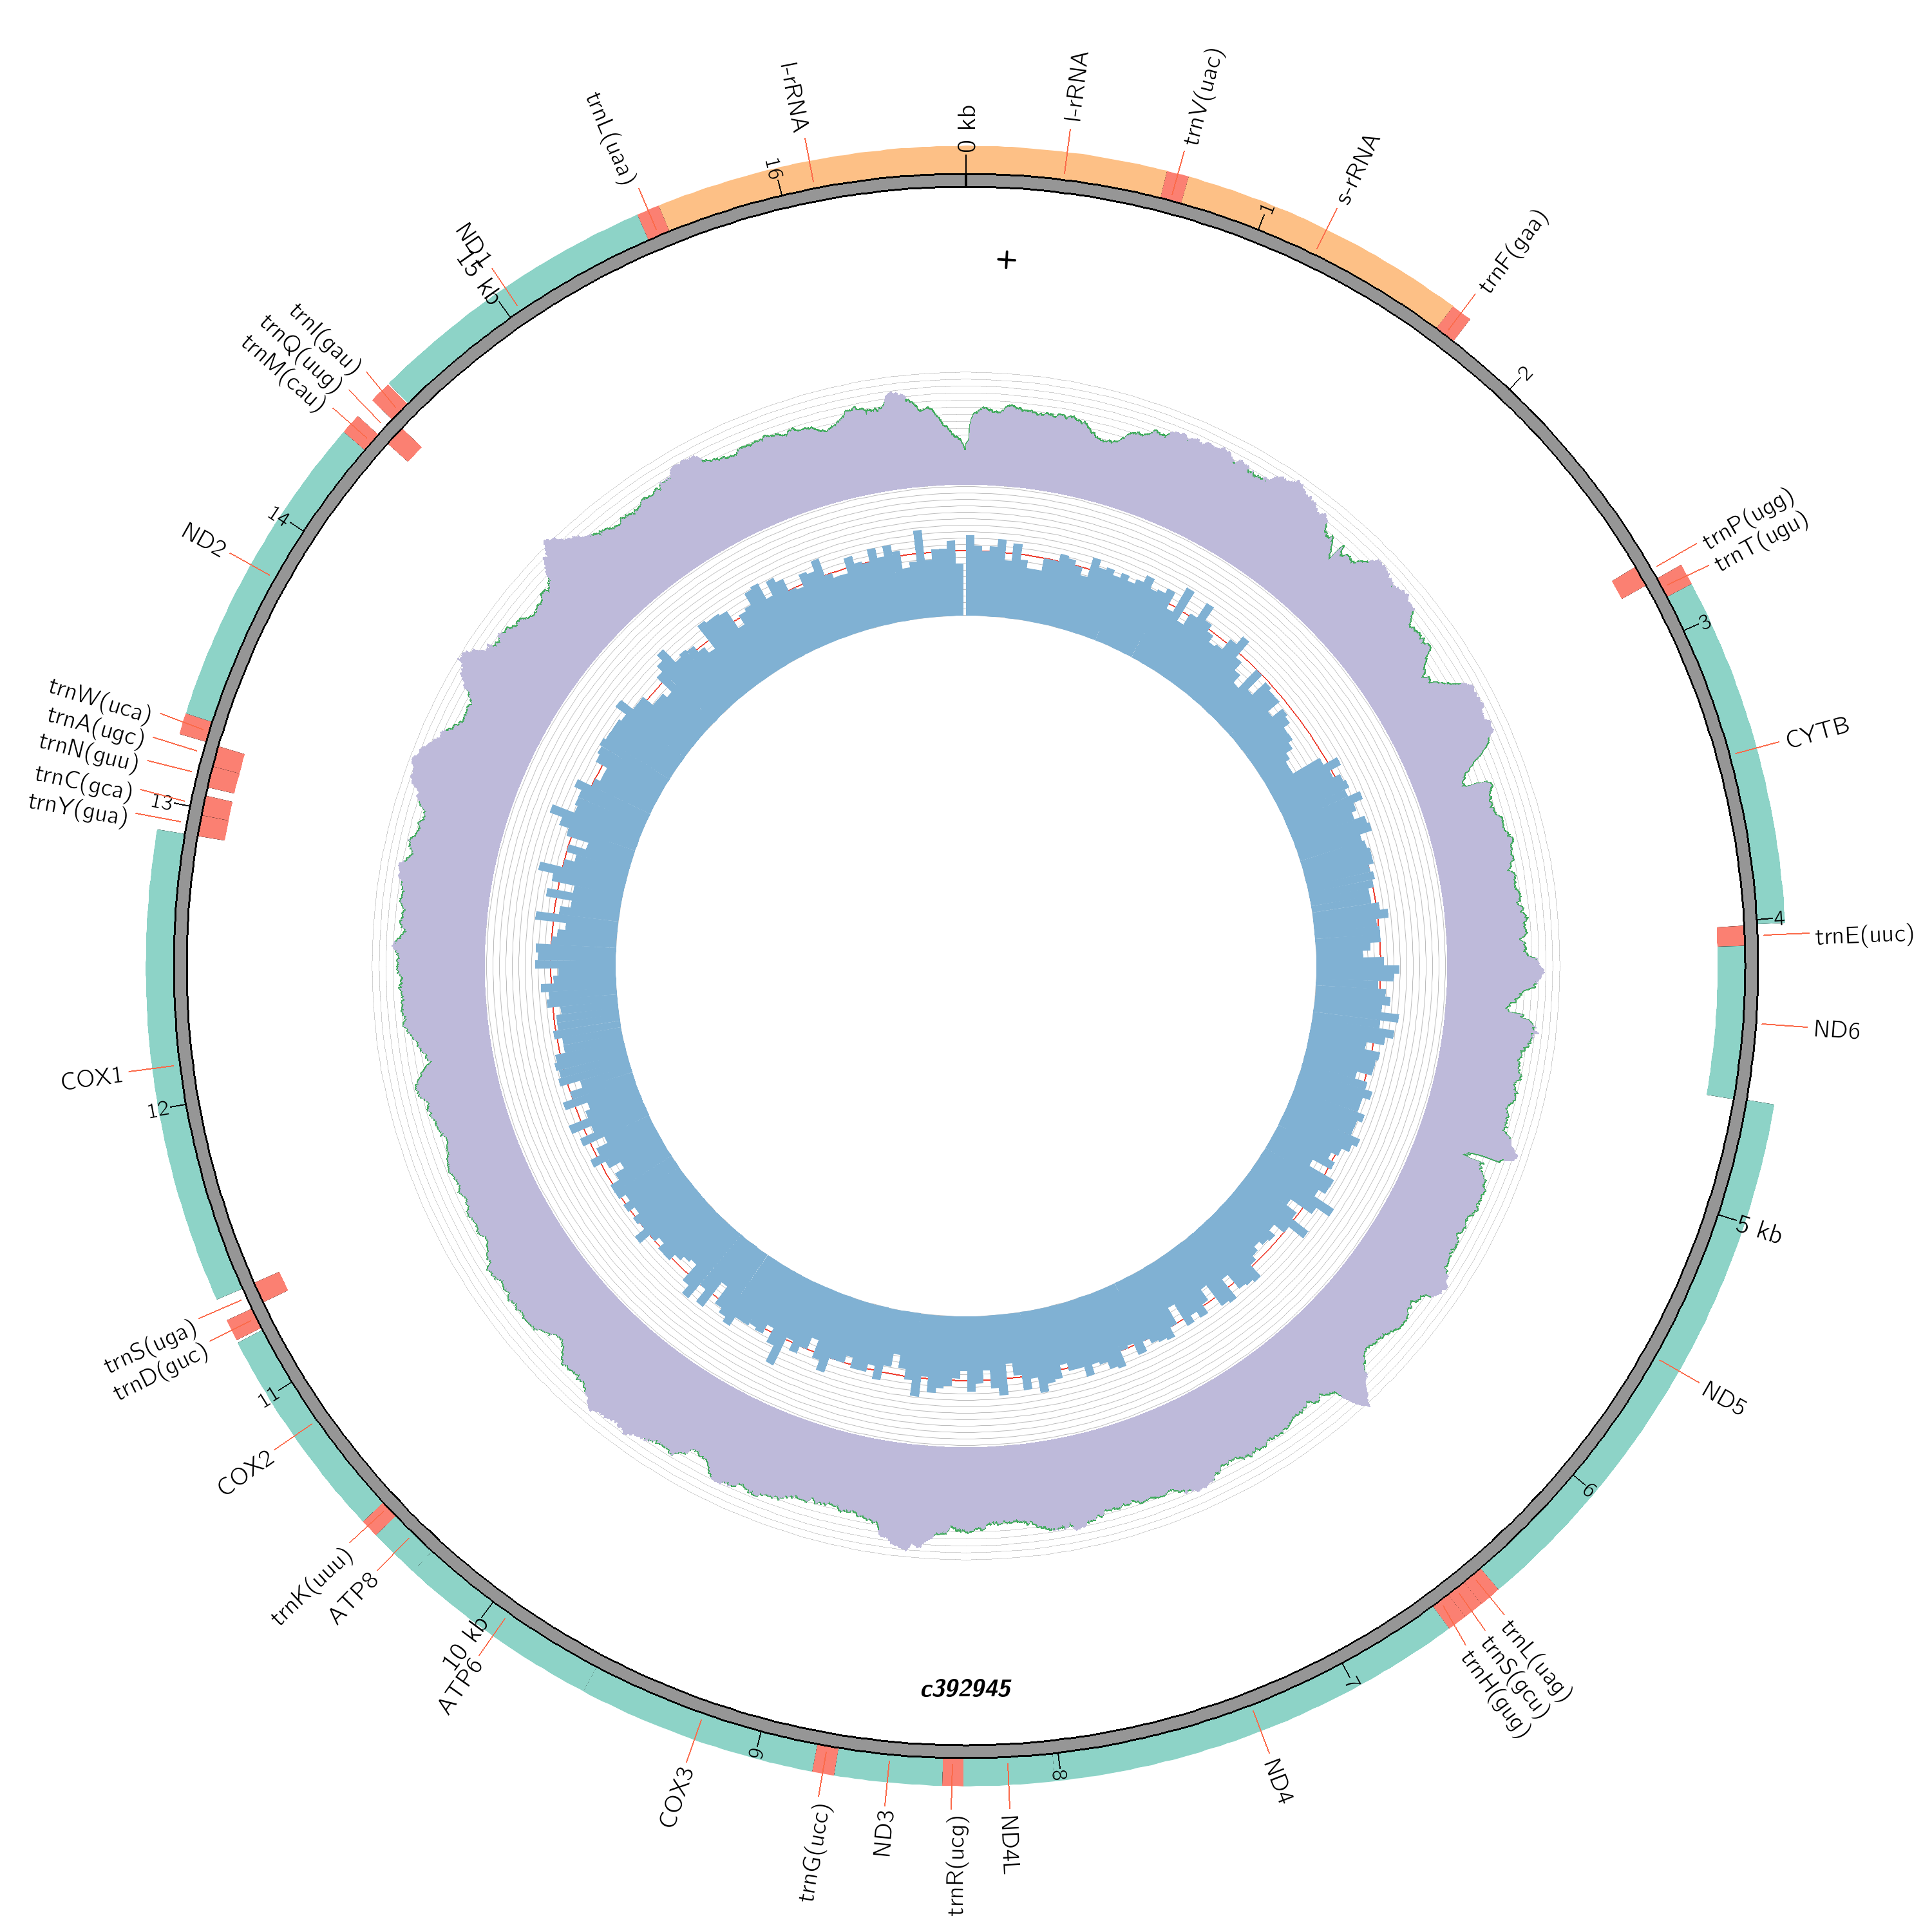 0 kb
l-rRNA
trnV(uac)
1
s-rRNA
trnF(gaa)
2
trnP(ugg)
trnT(ugu)
3
CYTB
4
trnE(uuc)
ND6
5 kb
ND5
6
trnL(uag)
trnS(gcu)
trnH(gug)
7
ND4
8
ND4L
trnR(ucg)
ND3
trnG(ucc)
9
COX3
ATP6
10 kb
ATP8
trnK(uuu)
COX2
11
trnD(guc)
trnS(uga)
12
COX1
trnY(gua)
13
trnC(gca)
trnN(guu)
trnA(ugc)
trnW(uca)
ND2
14
trnM(cau)
trnQ(uug)
trnI(gau)
15 kb
ND1
trnL(uaa)
16
l-rRNA
+
c392945